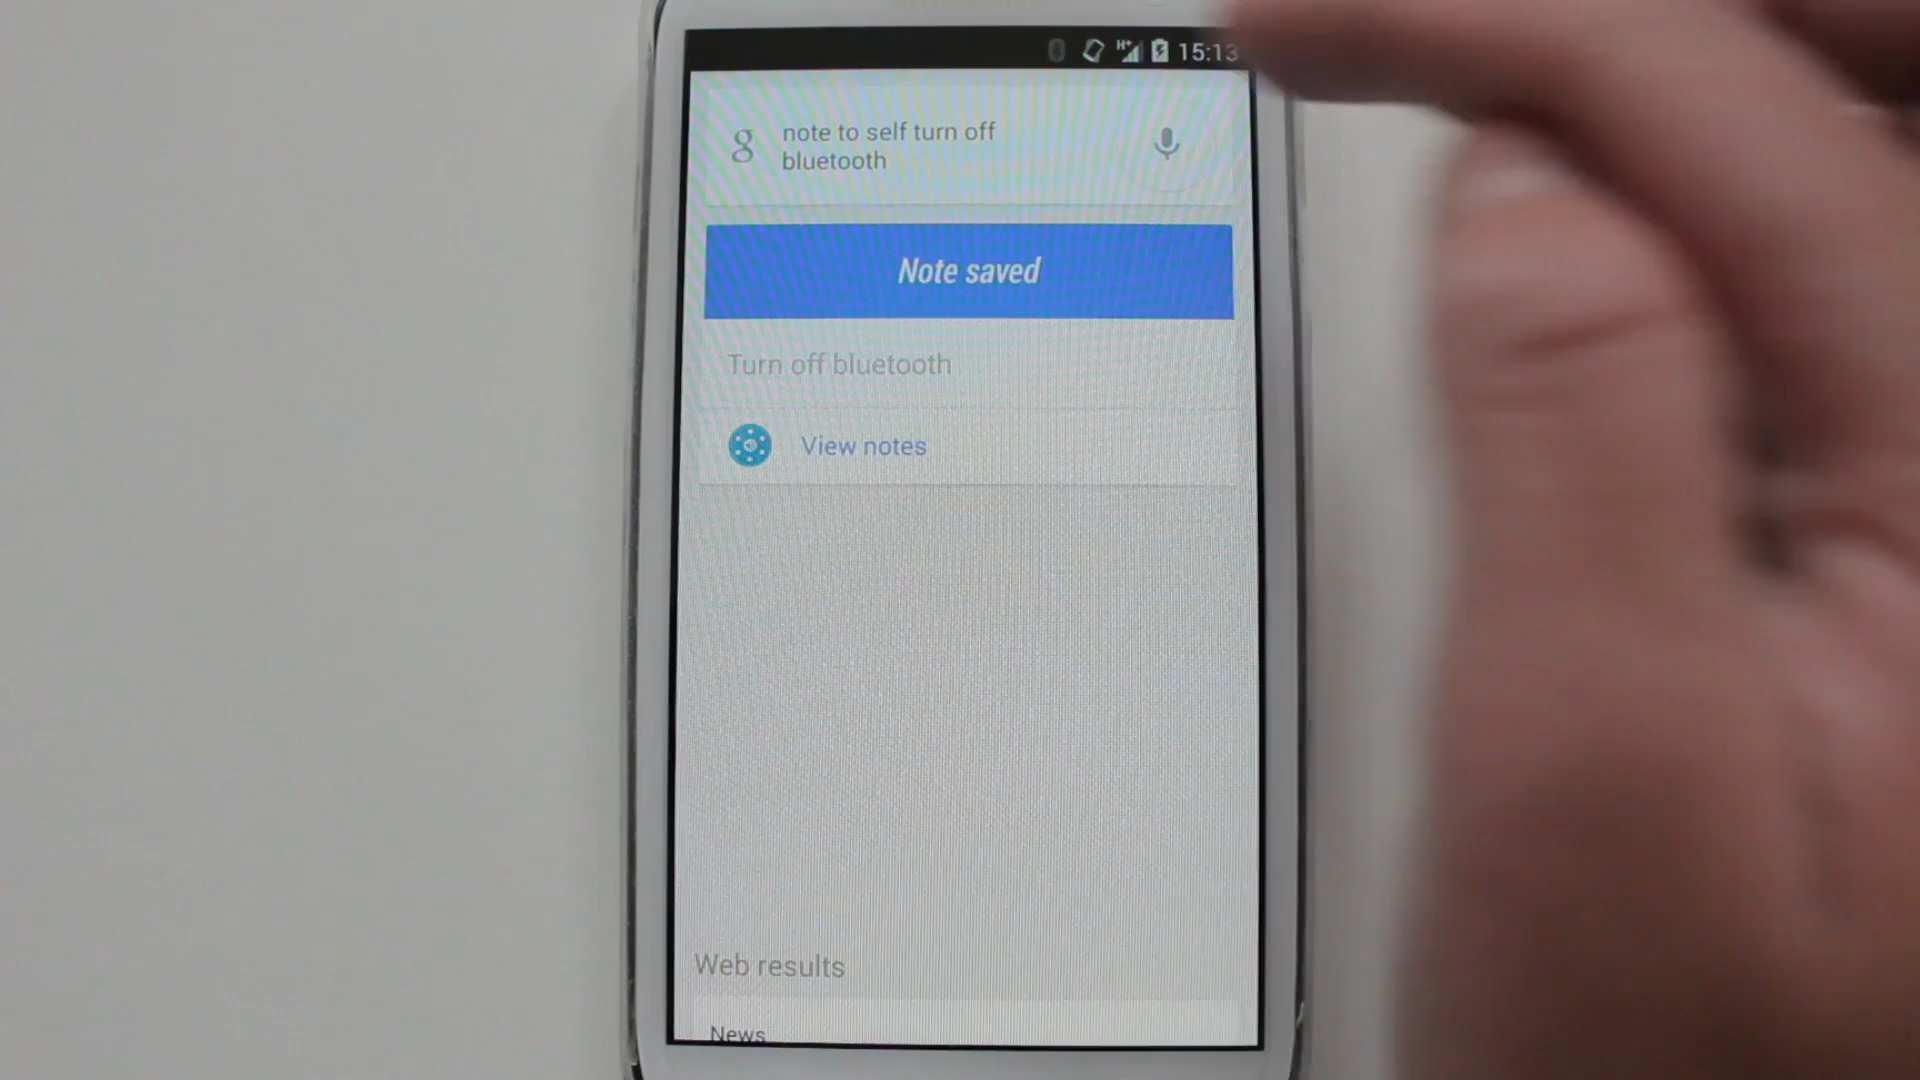 15:13
g
note to self turn off
bluetooth
Note saved
Turn off bluetooth
View notes
Web results
News